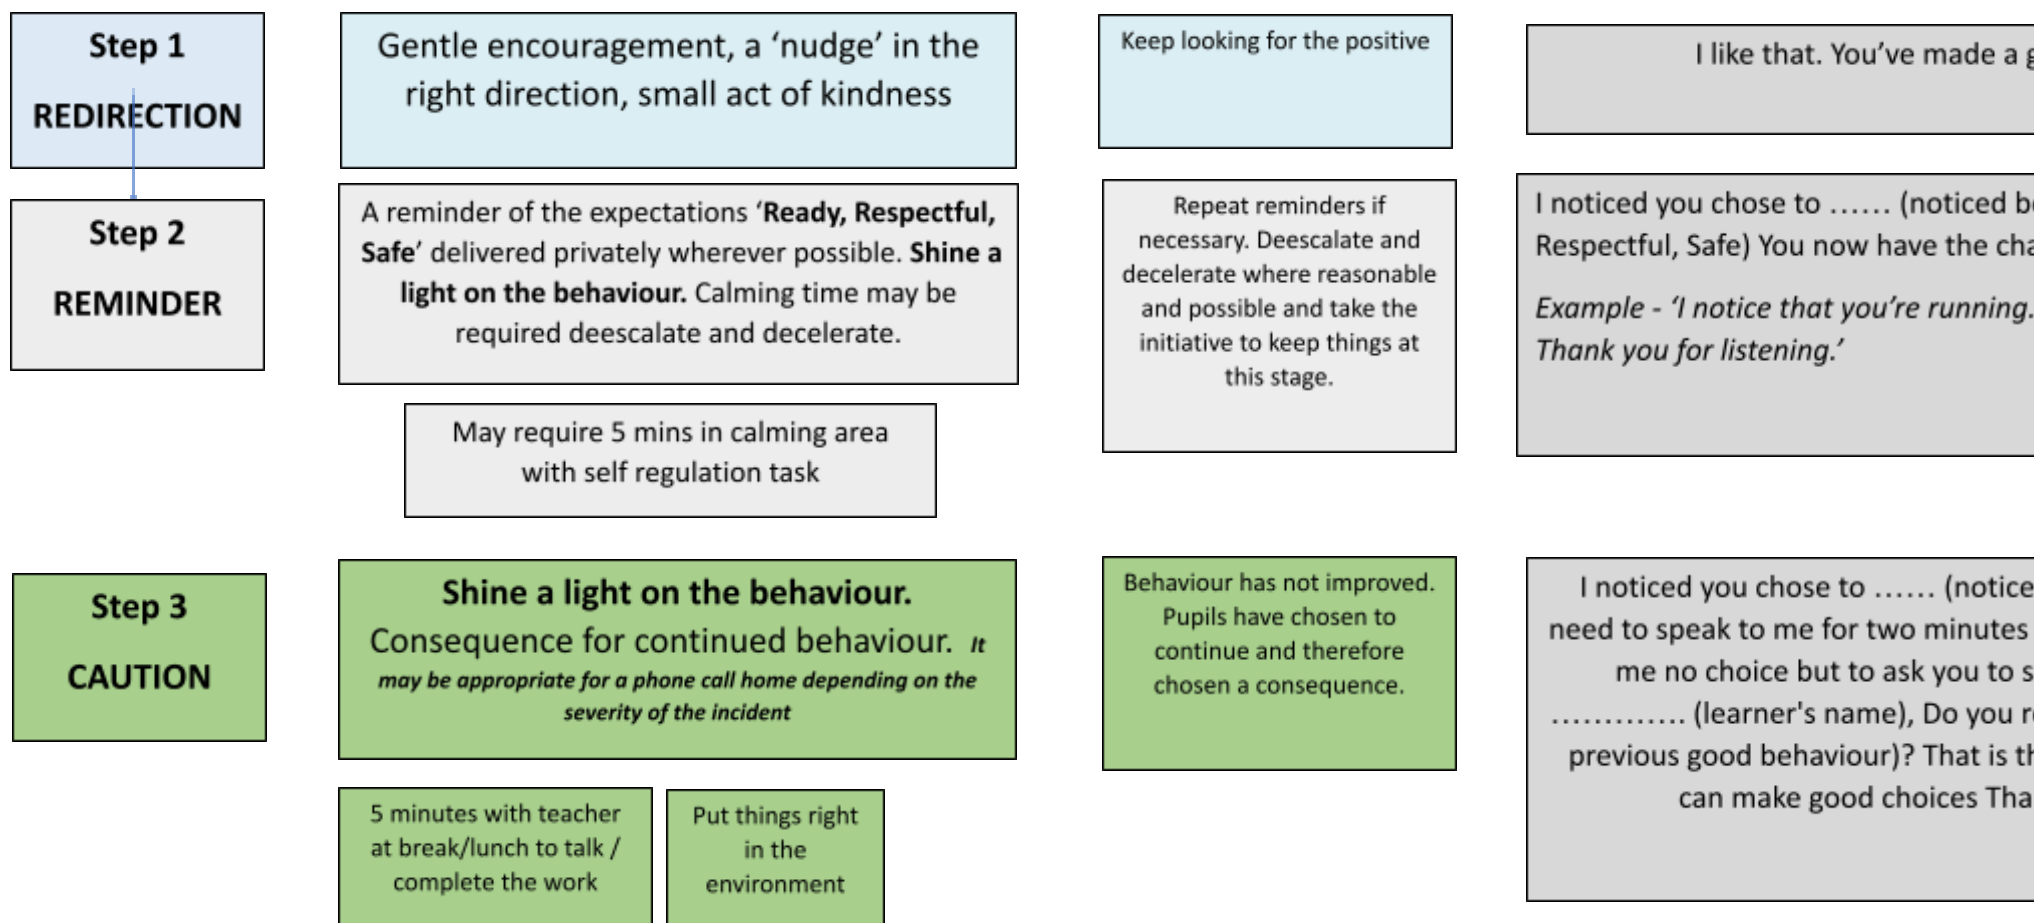 Step 1
REDIRECTION
Gentle encouragement, a ‘nudge’ in the
right direction, small act of kindness
Keep looking for the positive
I like that. You’ve made a
Step 2
REMINDER
A reminder of the expectations ‘Ready, Respectful,
Safe’ delivered privately wherever possible. Shine a
light on the behaviour. Calming time may be
required deescalate and decelerate.
May require 5 mins in calming area
with self regulation task
Repeat reminders if
necessary. Deescalate and
decelerate where reasonable
and possible and take the
initiative to keep things at
this stage.
I noticed you chose to …… (noticed
Respectful, Safe) You now have the
Example - ‘I notice that you’re running.
Thank you for listening.’
Step 3
CAUTION
Shine a light on the behaviour.
Consequence for continued behaviour. It
may be appropriate for a phone call home depending on the
severity of the incident
5 minutes with teacher
at break/lunch to talk /
complete the work
Put things right
in the
environment
Behaviour has not improved.
Pupils have chosen to
continue and therefore
chosen a consequence.
I noticed you chose to ……
need to speak to me for two minutes
me no choice but to ask you to
…………. (learner's name), Do you
previous good behaviour)? That is
can make good choices